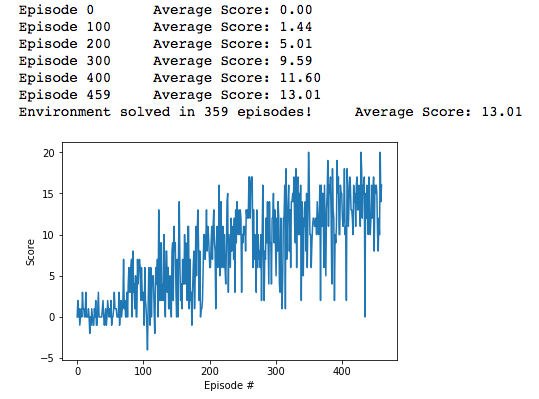 Episode 0 Average Score: 0.00
Episode 100 Average Score: 1.44
Episode 200 Average Score: 5.01
Episode 300 Average Score: 9.59
Episode 400 Average Score: 11.60
Episode 459 Average Score: 13.01
Environment solved in 359 episodes! Average Score: 13.01
20
15
10
5
0
−5
Score
0 100 200 300 400
Episode #